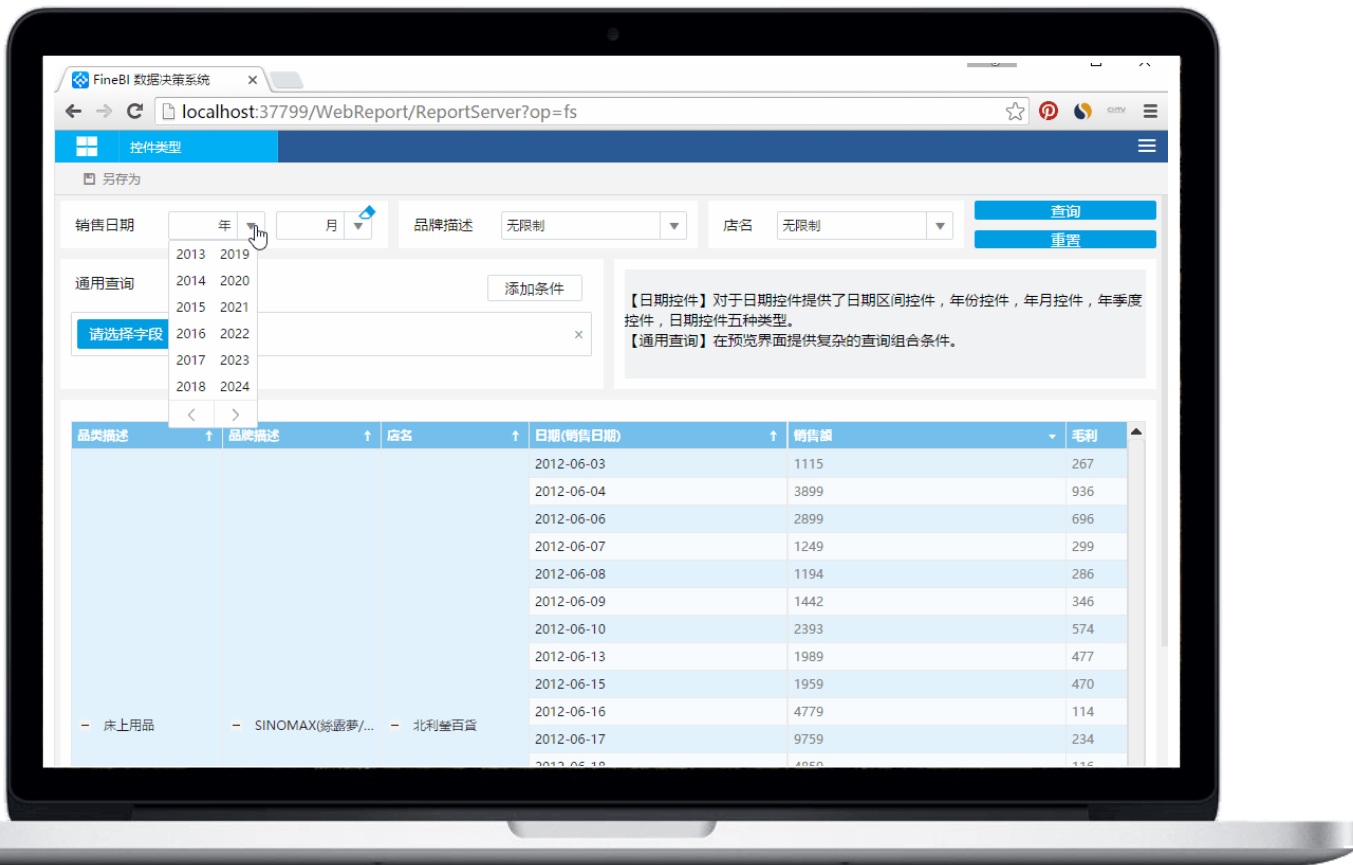 FineBI 数据决策系统
localhost:37799/WebReport/ReportServer?op=fs
控件类型
另存为
销售日期 年 月 品牌描述 无限制 店名 无限制 查询
重置
2013 2019
2014 2020
2015 2021
2016 2022
2017 2023
2018 2024
通用查询 添加条件
请选择字段
【日期控件】对于日期控件提供了日期区间控件，年份控件，年月控件，年季度
控件，日期控件五种类型。
【通用查询】在预览界面提供复杂的查询组合条件。
品类描述 品牌描述 店名 日期(销售日期) 销售额 毛利
2012-06-03 1115 267
2012-06-04 3899 936
2012-06-06 2899 696
2012-06-07 1249 299
2012-06-08 1194 286
2012-06-09 1442 346
2012-06-10 2393 574
2012-06-13 1989 477
2012-06-15 1959 470
2012-06-16 4779 114
床上用品 SINOMAX(絲露夢/... 北利瑩百貨
2012-06-17 9759 234